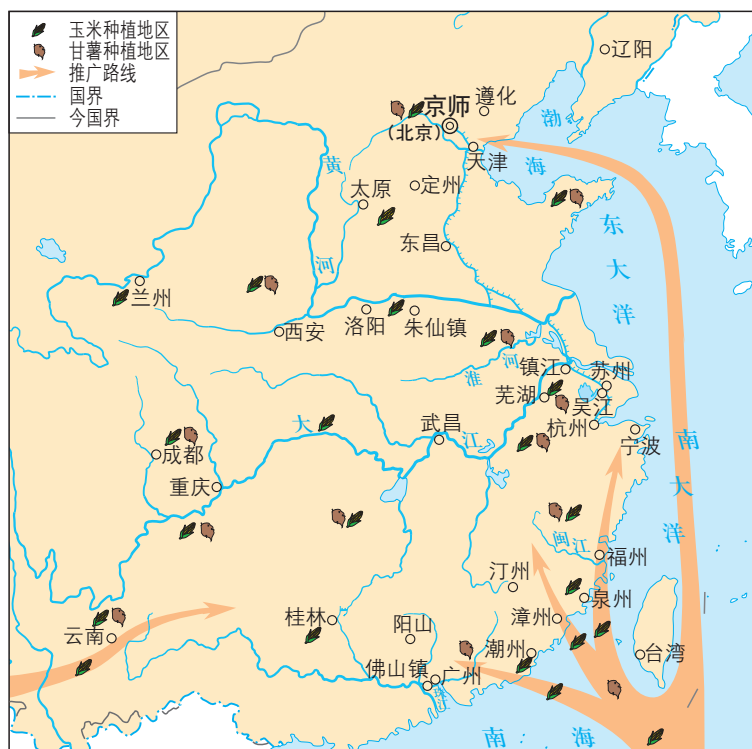 玉米种植地区
甘薯种植地区
推广路线
国界
今国界
辽阳
京师
(北京)
遵化
渤
海
天津
黄
太原
定州
东昌
河
东
大
洋
兰州
西安
洛阳
朱仙镇
淮
河
镇江
苏州
芜湖
吴江
杭州
宁波
大
江
武昌
成都
重庆
南
大
洋
闽江
福州
汀州
泉州
漳州
桂林
阳山
潮州
台湾
云南
佛山镇
广州
珠江
南
海